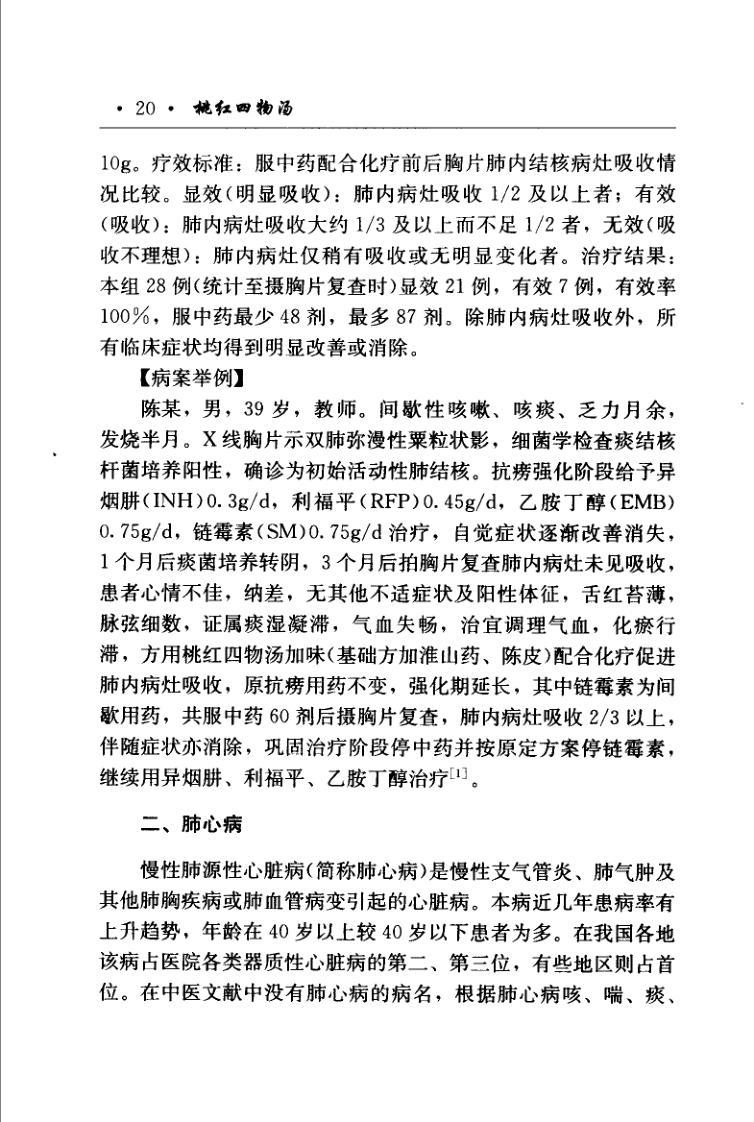 · 20 · 桃红四物汤
10g。疗效标准：服中药配合化疗前后胸片肺内结核病灶吸收情
况比较。显效(明显吸收)：肺内病灶吸收 1/2 及以上者；有效
(吸收)：肺内病灶吸收大约 1/3 及以上而不足 1/2 者，无效(吸
收不理想)：肺内病灶仅稍有吸收或无明显变化者。治疗结果：
本组 28 例(统计至摄胸片复查时)显效 21 例，有效 7 例，有效率
100%，服中药最少 48 剂，最多 87 剂。除肺内病灶吸收外，所
有临床症状均得到明显改善或消除。
【病案举例】
陈某，男，39 岁，教师。间歇性咳嗽、咳痰、乏力月余，
发烧半月。X 线胸片示双肺弥漫性粟粒状影，细菌学检查痰结核
杆菌培养阳性，确诊为初始活动性肺结核。抗痨强化阶段给予异
烟肼(INH)0.3g/d，利福平(RFP)0.45g/d，乙胺丁醇(EMB)
0.75g/d，链霉素(SM)0.75g/d 治疗，自觉症状逐渐改善消失，
1 个月后痰菌培养转阴，3 个月后拍胸片复查肺内病灶未见吸收，
患者心情不佳，纳差，无其他不适症状及阳性体征，舌红苔薄，
脉弦细数，证属痰湿凝滞，气血失畅，治宜调理气血，化瘀行
滞，方用桃红四物汤加味(基础方加淮山药、陈皮)配合化疗促进
肺内病灶吸收，原抗痨用药不变，强化期延长，其中链霉素为间
歇用药，共服中药 60 剂后摄胸片复查，肺内病灶吸收 2/3 以上，
伴随症状亦消除，巩固治疗阶段停中药并按原定方案停链霉素，
继续用异烟肼、利福平、乙胺丁醇治疗[1]。
二、肺心病
慢性肺源性心脏病(简称肺心病)是慢性支气管炎、肺气肿及
其他肺胸疾病或肺血管病变引起的心脏病。本病近几年患病率有
上升趋势，年龄在 40 岁以上较 40 岁以下患者为多。在我国各地
该病占医院各类器质性心脏病的第二、第三位，有些地区则占首
位。在中医文献中没有肺心病的病名，根据肺心病咳、喘、痰、